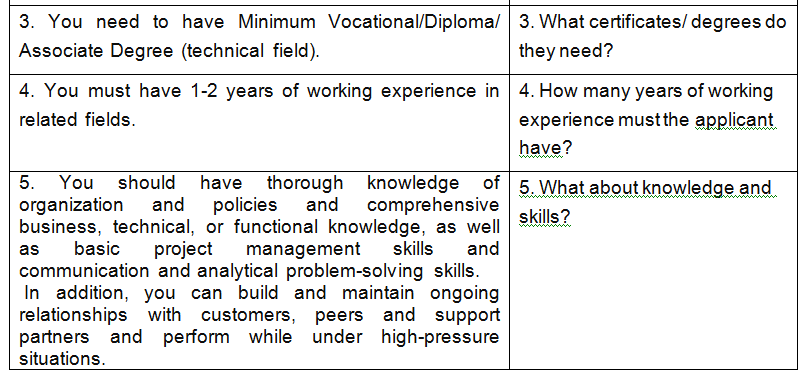 3. You need to have Minimum Vocational/Diploma/
Associate Degree (technical field).
3. What certificates/ degrees do
they need?
4. You must have 1-2 years of working experience in
related fields.
4. How many years of working
experience must the applicant
have?
5. You should have thorough knowledge of
organization and policies and comprehensive
business, technical, or functional knowledge, as well
as basic project management skills and
communication and analytical problem-solving skills.
In addition, you can build and maintain ongoing
relationships with customers, peers and support
partners and perform while under high-pressure
situations.
5. What about knowledge and
skills?